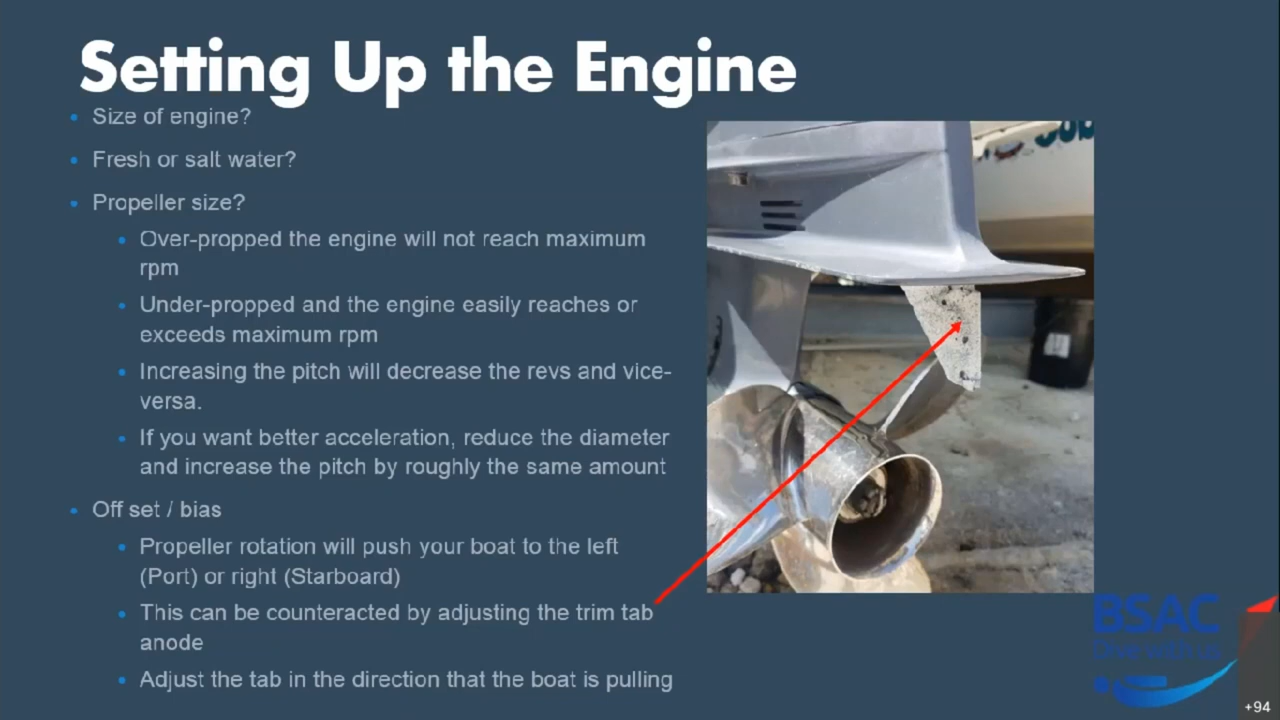 Setting Up the Engine
• Size of engine?
• Fresh or salt water?
• Propeller size?
• Over-propped the engine will not reach maximum
rpm
• Under-propped and the engine easily reaches or
exceeds maximum rpm
• Increasing the pitch will decrease the revs and vice-
versa.
• If you want better acceleration, reduce the diameter
and increase the pitch by roughly the same amount
• Off set / bias
• Propeller rotation will push your boat to the left
(Port) or right (Starboard)
• This can be counteracted by adjusting the trim tab
anode
• Adjust the tab in the direction that the boat is pulling
BSAC
Dive with us
+94